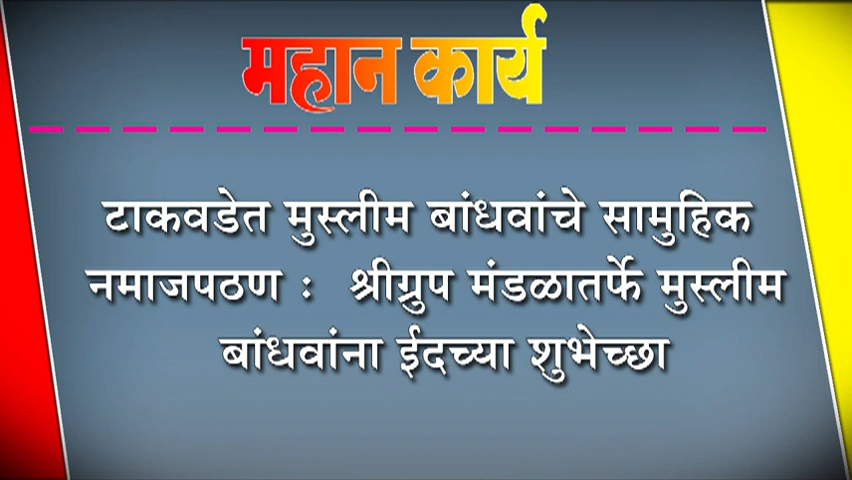 महान कार्य
टाकवडेत मुस्लीम बांधवांचे सामुहिक
नमाजपठण : श्रीग्रुप मंडळातर्फे मुस्लीम
बांधवांना ईदच्या शुभेच्छा